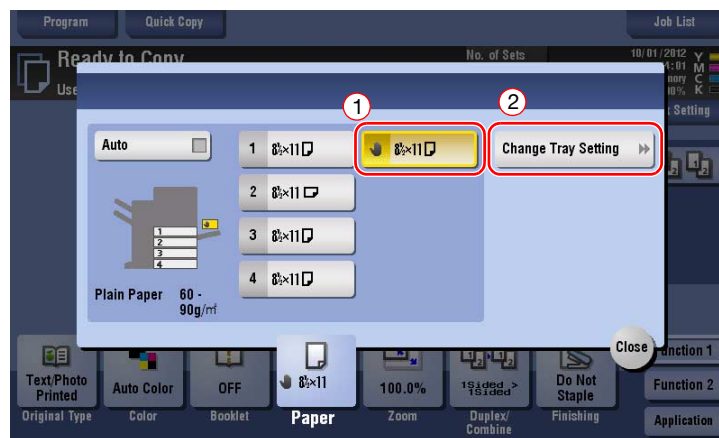 Program
Quick Copy
Job List
Ready to Copy
No. of Sets
10/01/2012
Y
M
C
K
Use
Setting
1
2
Auto
1 8½×11
8½×11
Change Tray Setting
2 8½×11
3 8½×11
4 8½×11
1
2
3
4
Plain Paper 60 -
90g/㎡
Close
Function 1
Function 2
Application
Text/Photo
Printed
Auto Color
OFF
8½×11
100.0%
1Sided >
1Sided
Do Not
Staple
Original Type
Color
Booklet
Paper
Zoom
Duplex/
Combine
Finishing